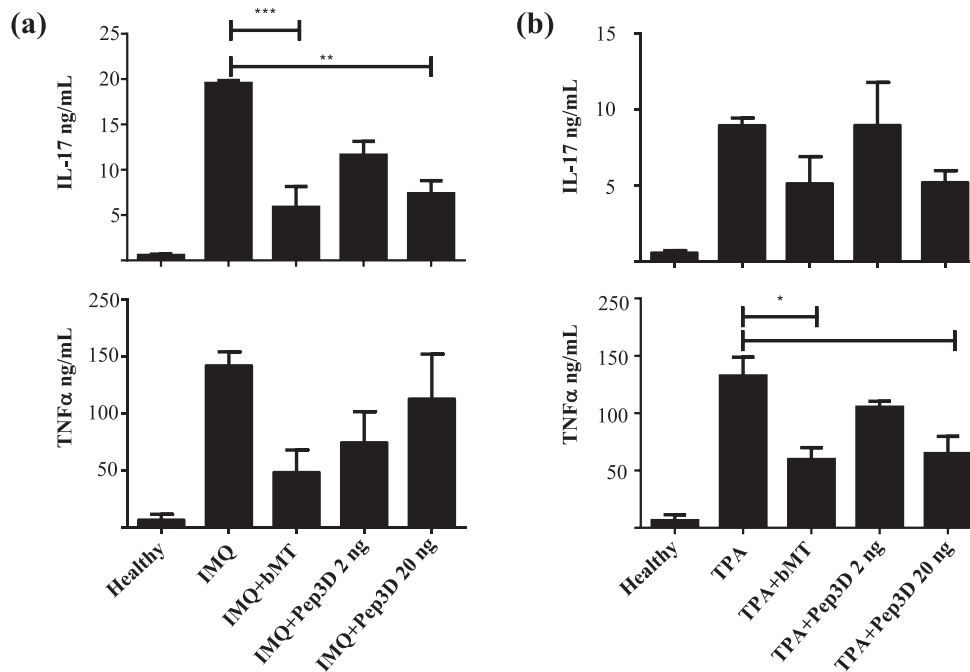 (a)
***
**
IL-17 ng/mL
25
20
15
10
5
TNFα ng/mL
250
150
100
50
*
Healthy
IMQ
IMQ+bMT
IMQ+Pep3D 2 ng
IMQ+Pep3D 20 ng
(b)
IL-17 ng/mL
15
10
5
TNFα ng/mL
250
150
100
50
Healthy
TPA
TPA+bMT
TPA+Pep3D 2 ng
TPA+Pep3D 20 ng